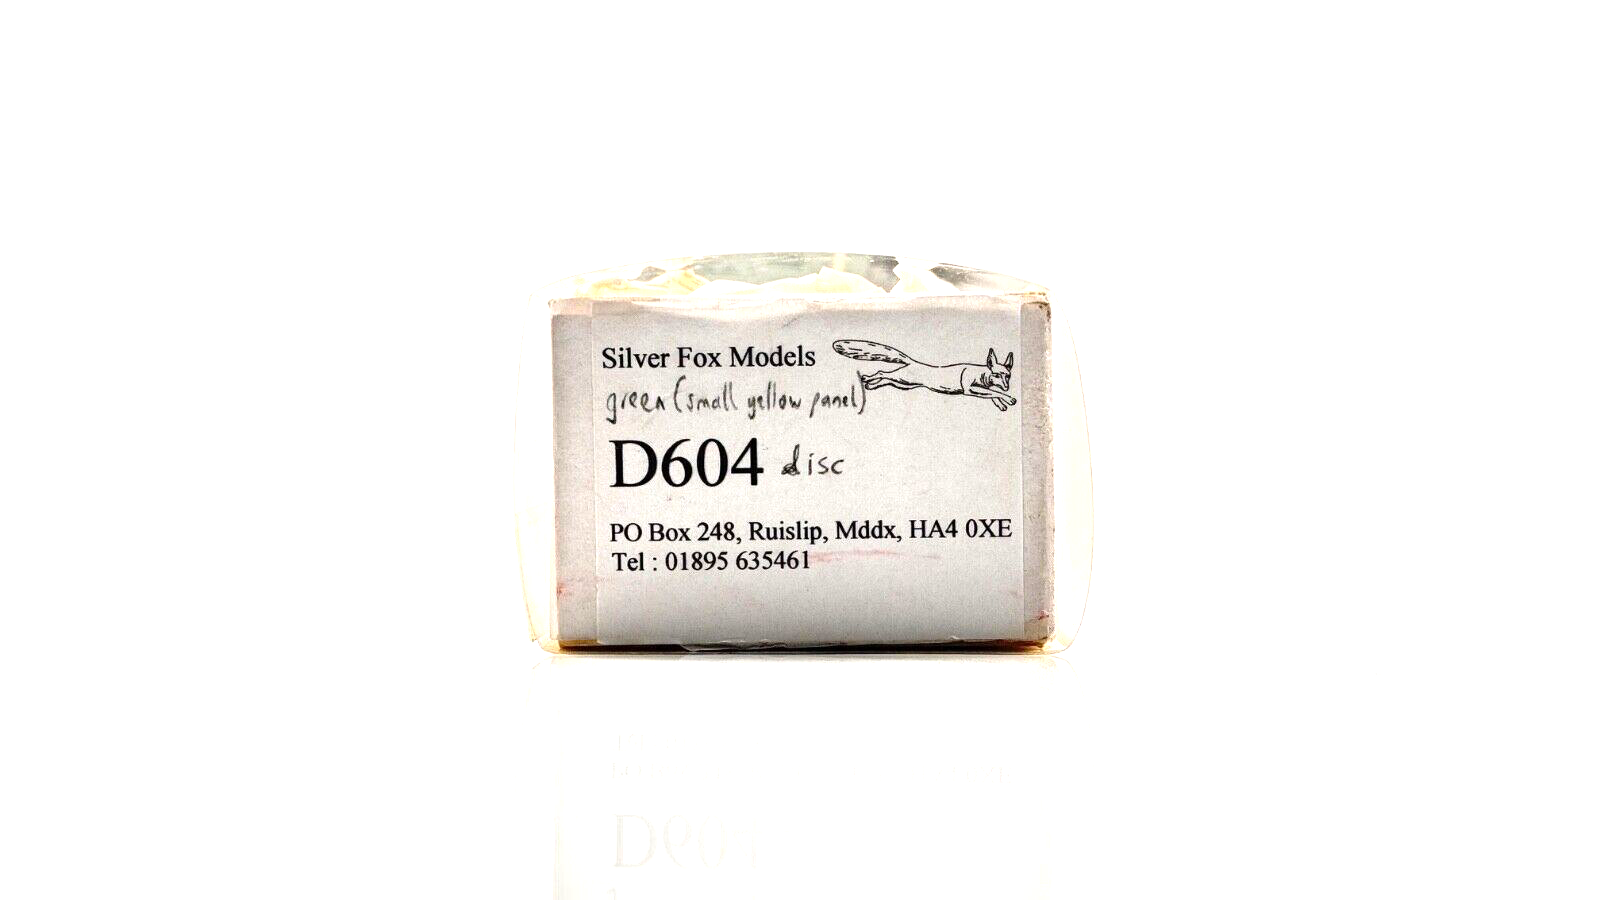 Silver Fox Models
green (small yellow panel)
D604 disc
PO Box 248, Ruislip, Mddx, HA4 0XE
Tel : 01895 635461